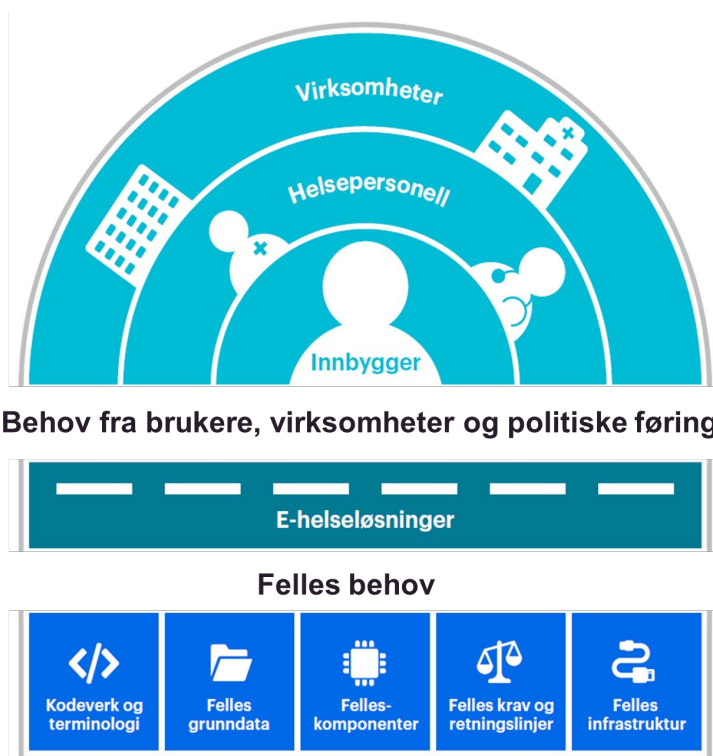 Virksomheter
Helsepersonell
Innbygger
Behov fra brukere, virksomheter og politiske føring
E-helseløsninger
Felles behov
Kodeverk og
terminologi
Felles
grunndata
Felles-
komponenter
Felles krav og
retningslinjer
Felles
infrastruktur